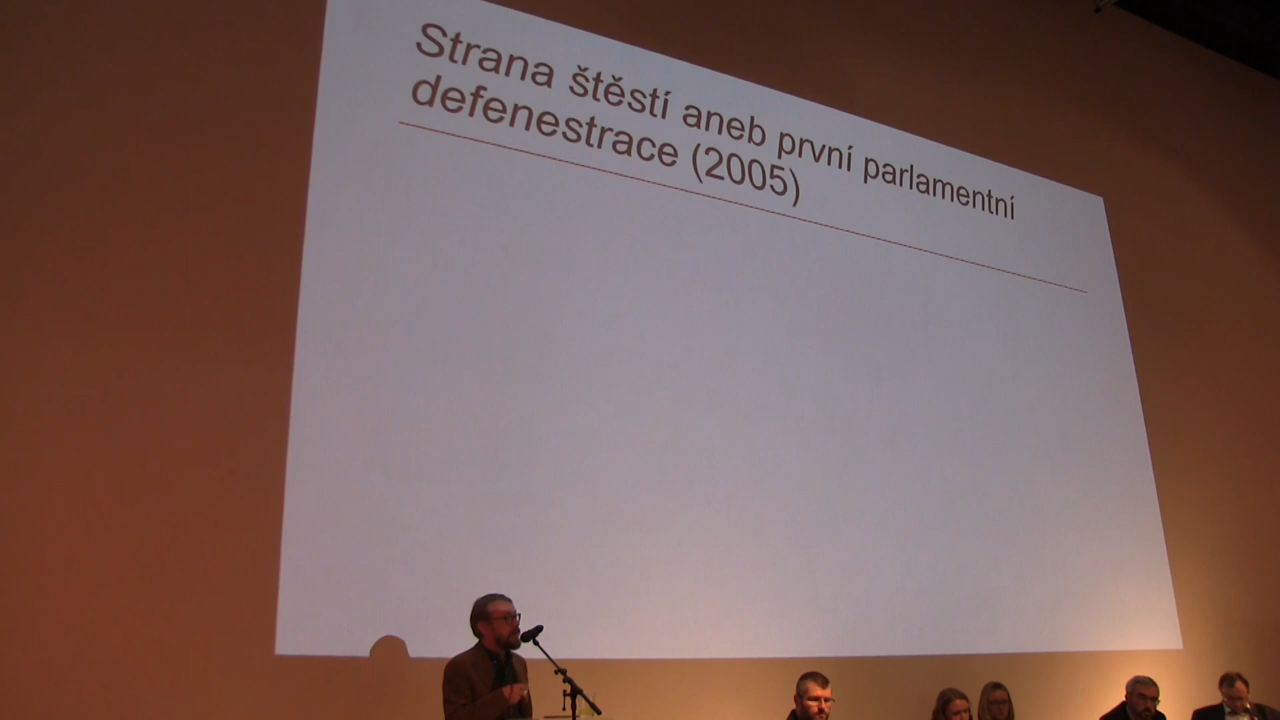 Strana štěstí aneb první parlamentní
defenestrace (2005)